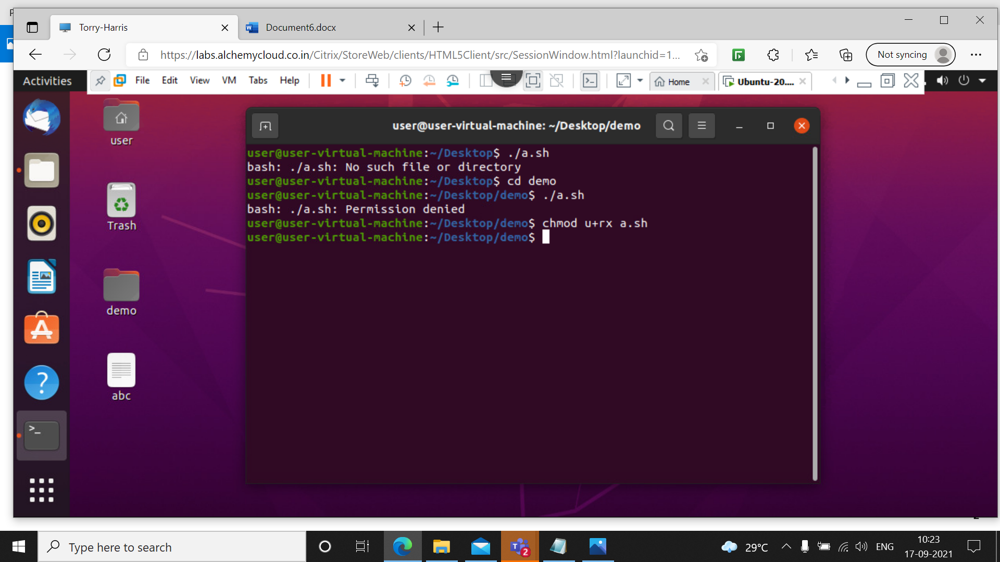 Torry-Harris
Document6.docx
https://labs.alchemycloud.co.in/Citrix/StoreWeb/clients/HTML5Client/src/SessionWindow.html?launchid=1...
Not syncing
Activities
File Edit View VM Tabs Help
Home
Ubuntu-20....
user
Trash
demo
abc
user@user-virtual-machine: ~/Desktop/demo
user@user-virtual-machine:~/Desktop$ ./a.sh
bash: ./a.sh: No such file or directory
user@user-virtual-machine:~/Desktop$ cd demo
user@user-virtual-machine:~/Desktop/demo$ ./a.sh
bash: ./a.sh: Permission denied
user@user-virtual-machine:~/Desktop/demo$ chmod u+rx a.sh
user@user-virtual-machine:~/Desktop/demo$
Type here to search
2
29°C
ENG
10:23
17-09-2021